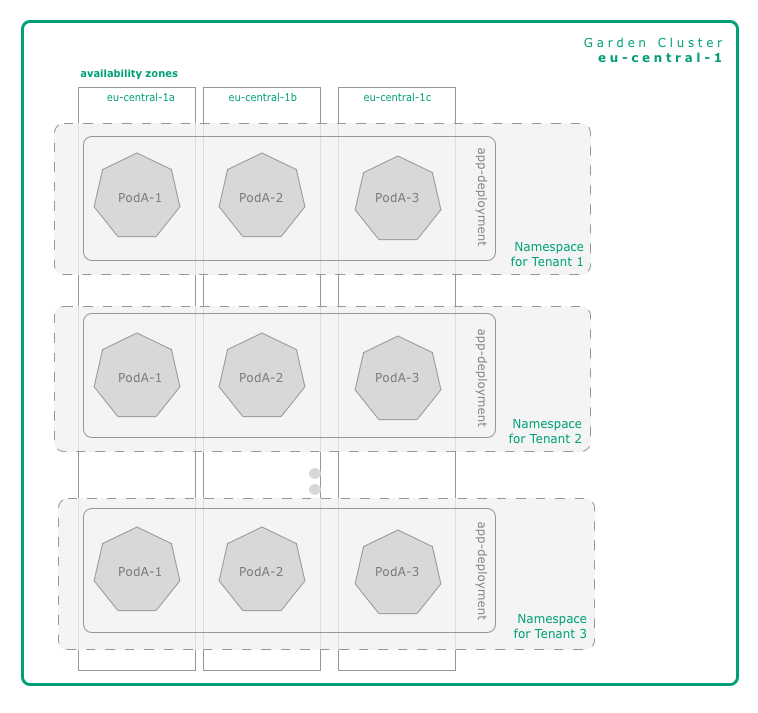 Garden Cluster
eu-central-1
availability zones
eu-central-1a
eu-central-1b
eu-central-1c
PodA-1
PodA-2
PodA-3
app-deployment
Namespace
for Tenant 1
PodA-1
PodA-2
PodA-3
app-deployment
Namespace
for Tenant 2
PodA-1
PodA-2
PodA-3
app-deployment
Namespace
for Tenant 3